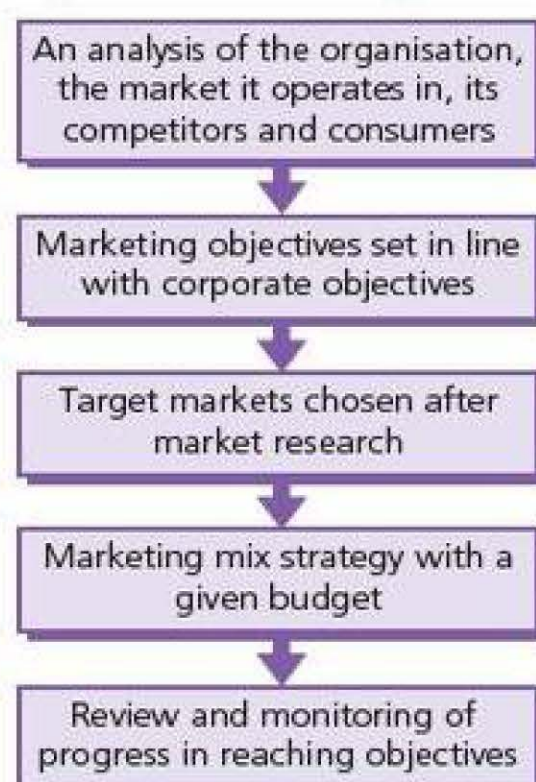 An analysis of the organisation,
the market it operates in, its
competitors and consumers
Marketing objectives set in line
with corporate objectives
Target markets chosen after
market research
Marketing mix strategy with a
given budget
Review and monitoring of
progress in reaching objectives